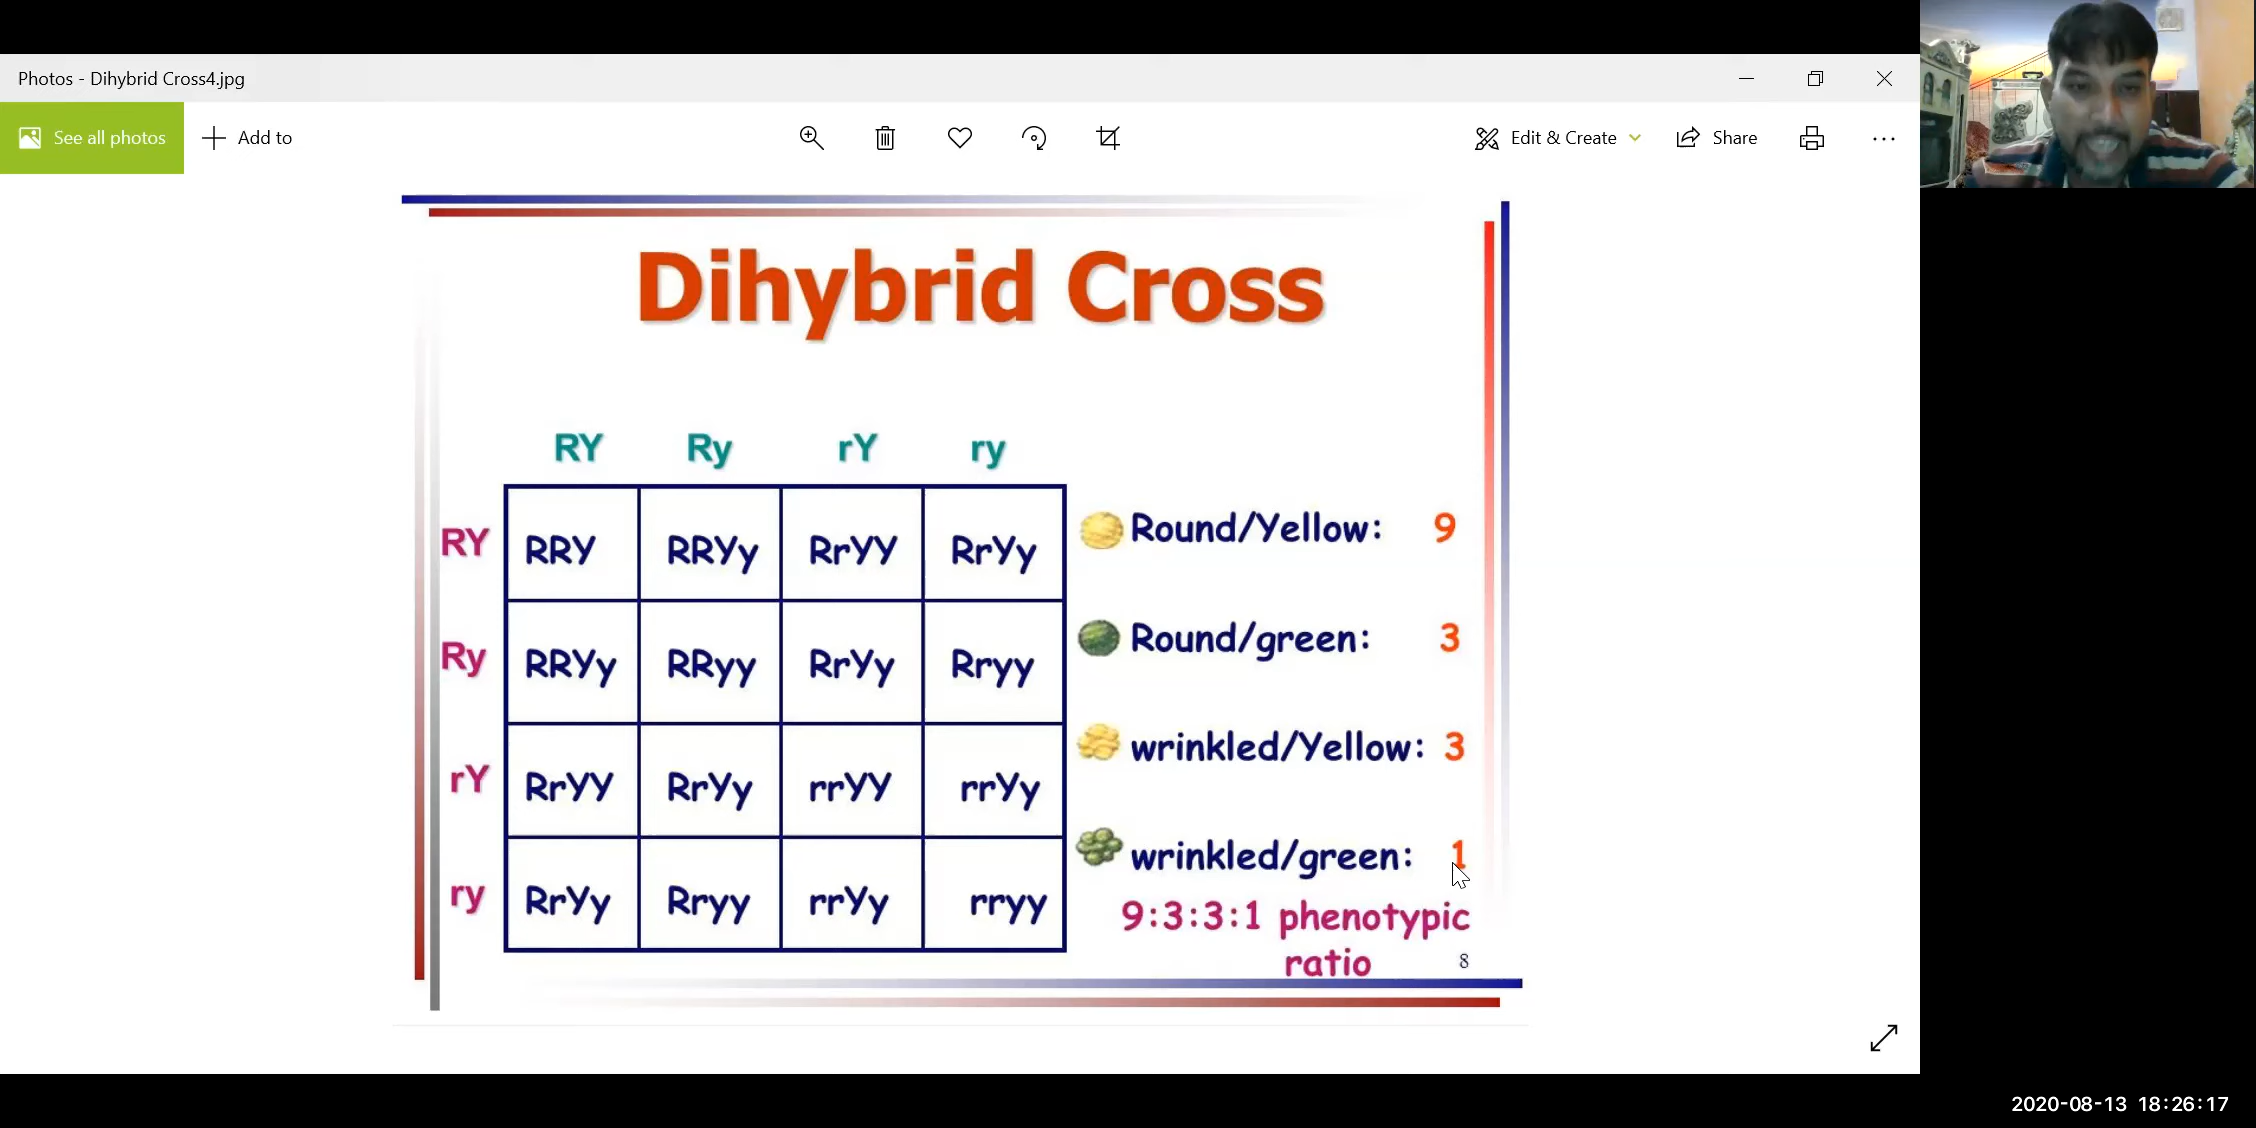 Photos - Dihybrid Cross4.jpg
See all photos
Add to
Edit & Create
Share
Dihybrid Cross
RY Ry rY ry
RY RRY RRYy RrYY RrYy
Ry RRYy RRyy RrYy Rryy
rY RrYY RrYy rrYY rrYy
ry RrYy Rryy rrYy rryy
Round/Yellow: 9
Round/green: 3
wrinkled/Yellow: 3
wrinkled/green: 1
9:3:3:1 phenotypic
ratio
8
2020-08-13 18:26:17